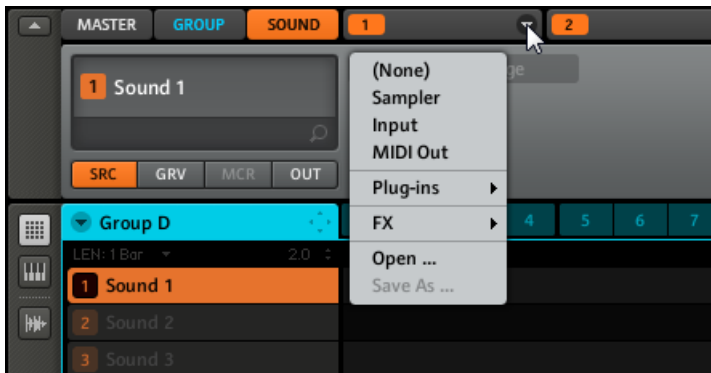 MASTER GROUP SOUND 1 2
1 Sound 1
SRC GRV MCR OUT
(None)
Sampler
Input
MIDI Out
Plug-ins
FX
Open ...
Save As ...
Group D 4 5 6 7
LEN: 1 Bar 2.0
1 Sound 1
2 Sound 2
3 Sound 3